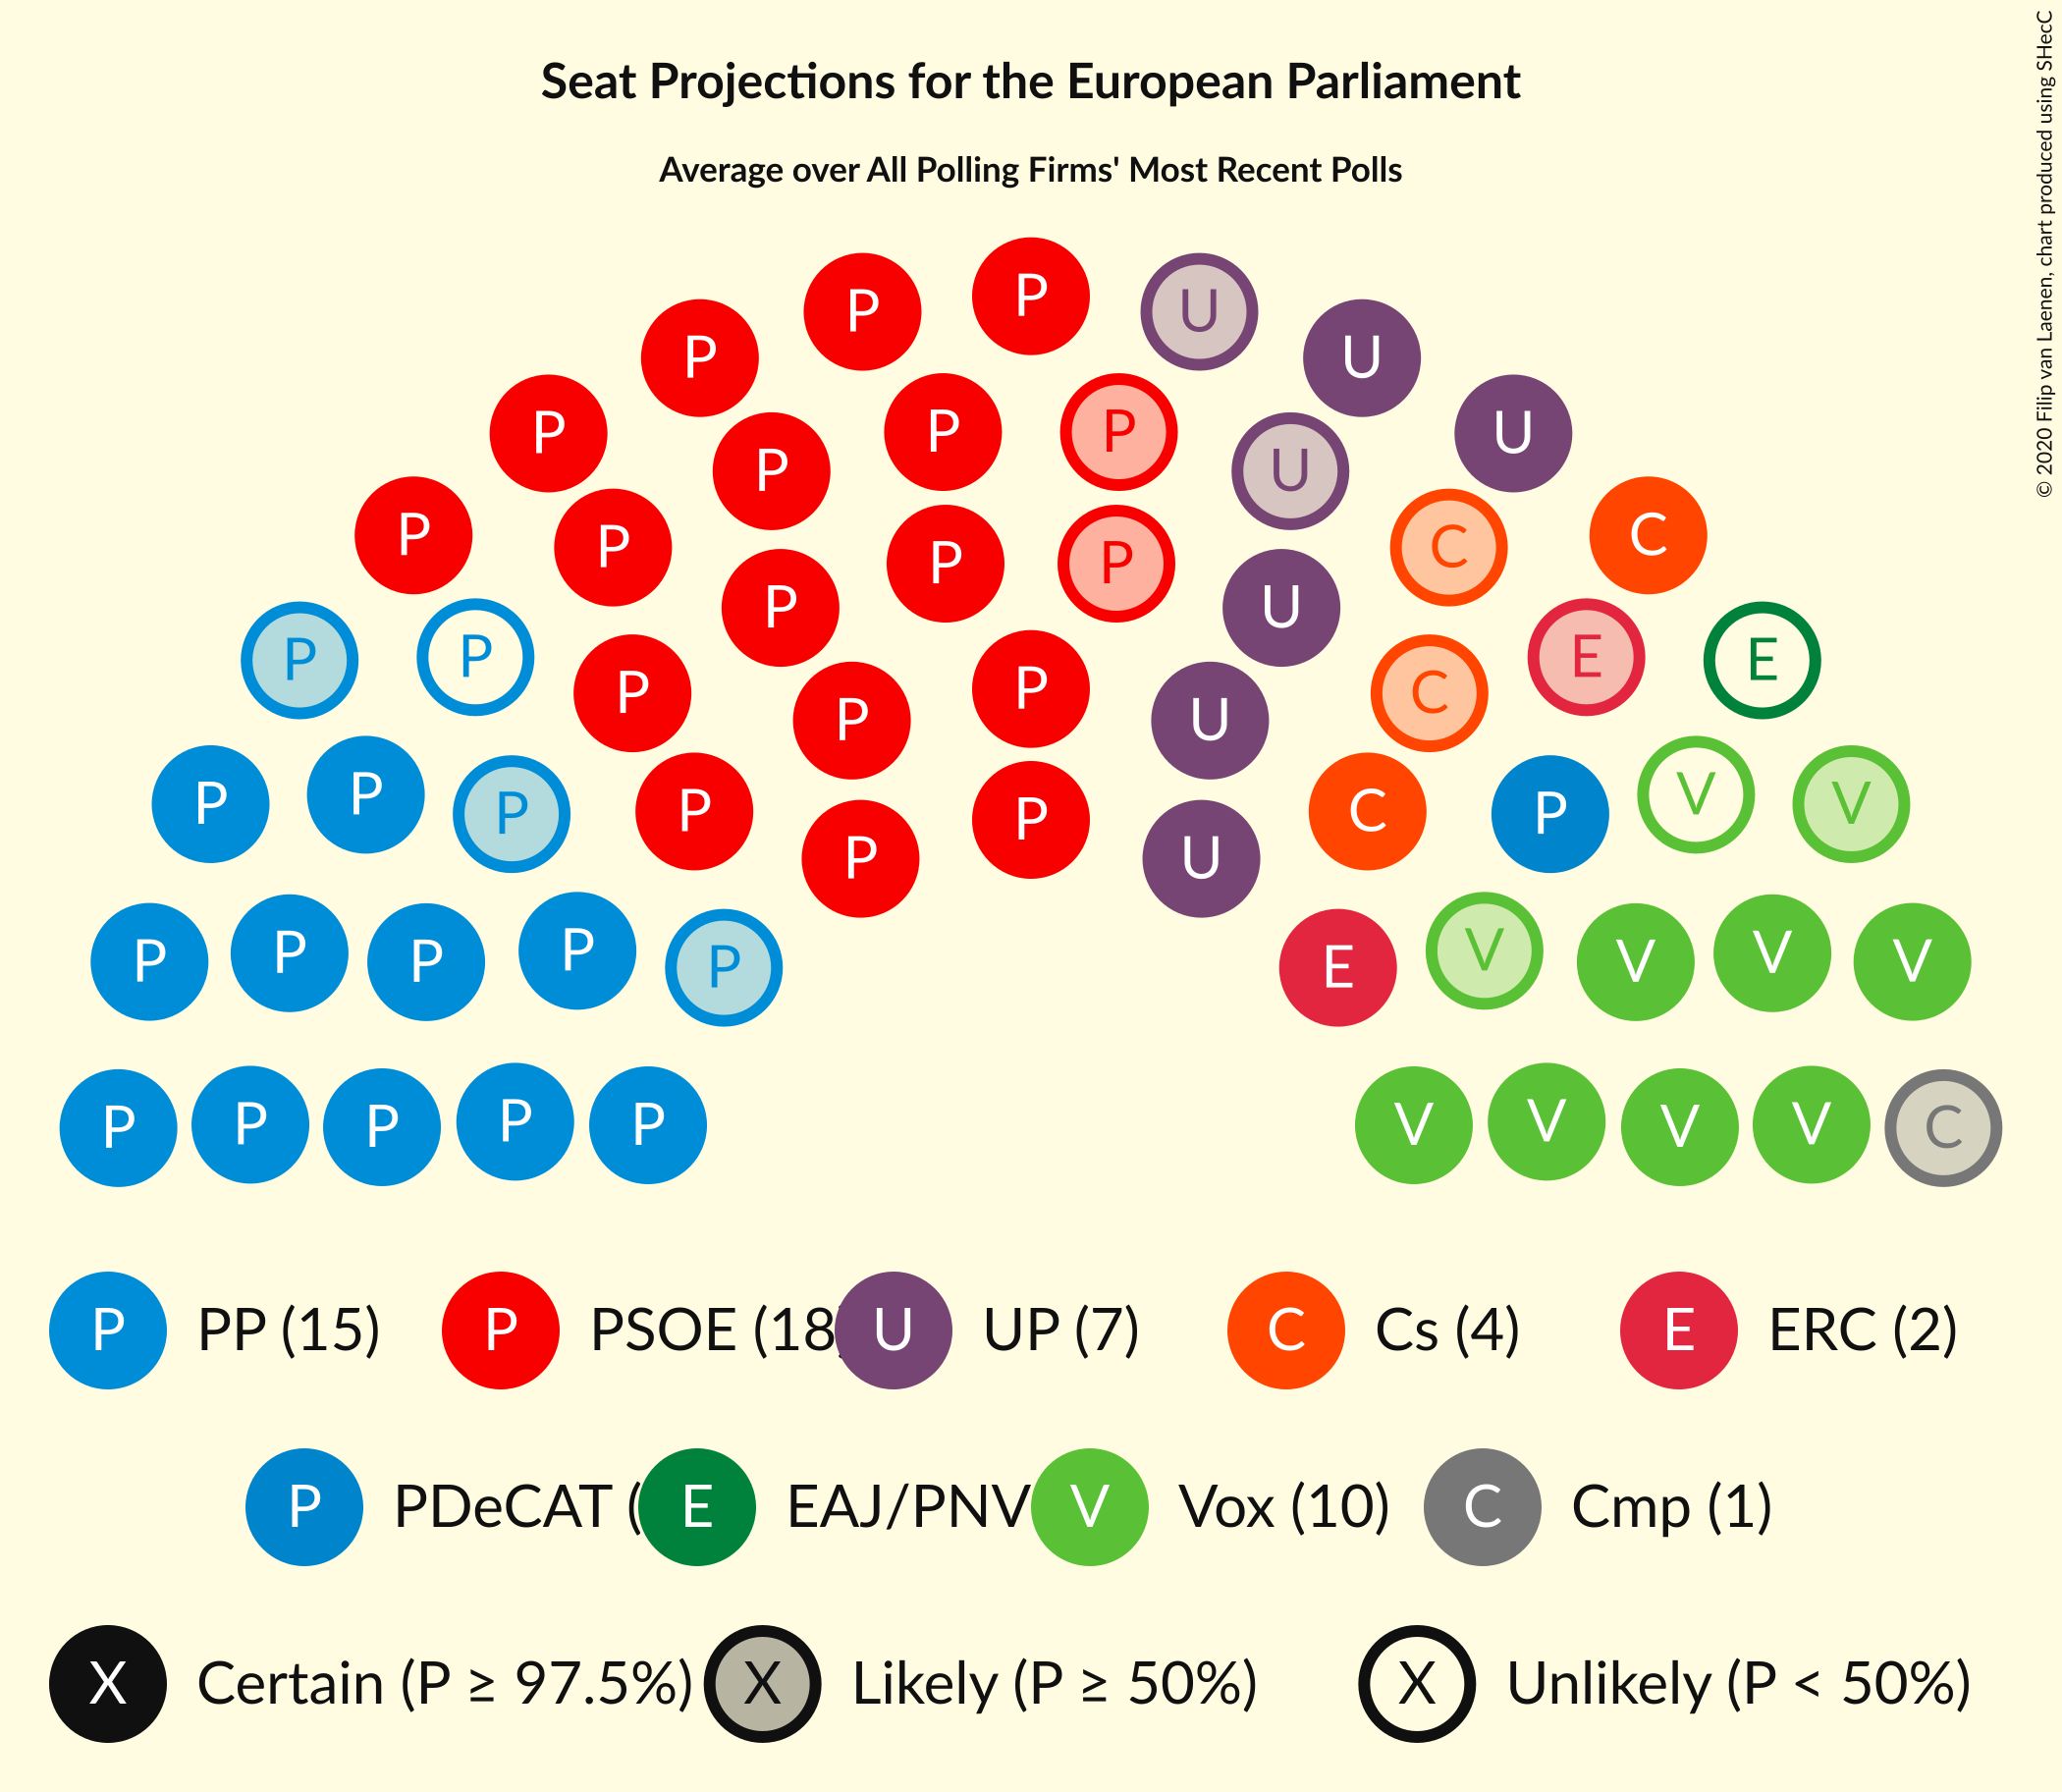 Seat Projections for the European Parliament
Average over All Polling Firms' Most Recent Polls
© 2020 Filip van Laenen, chart produced using SHecC
P
P U
P U
P P P U
P U
P C
P C
P P
P U
P P E E
P P C
P U
P P P P P C P V V
P U
P P P P P E V V V V
P P P P P V V V V C
P PP (15) P PSOE (18 U UP (7) C Cs (4) E ERC (2)
P PDeCAT ( E EAJ/PNV V Vox (10) C Cmp (1)
X Certain (P ≥ 97.5%) X Likely (P ≥ 50%) X Unlikely (P < 50%)